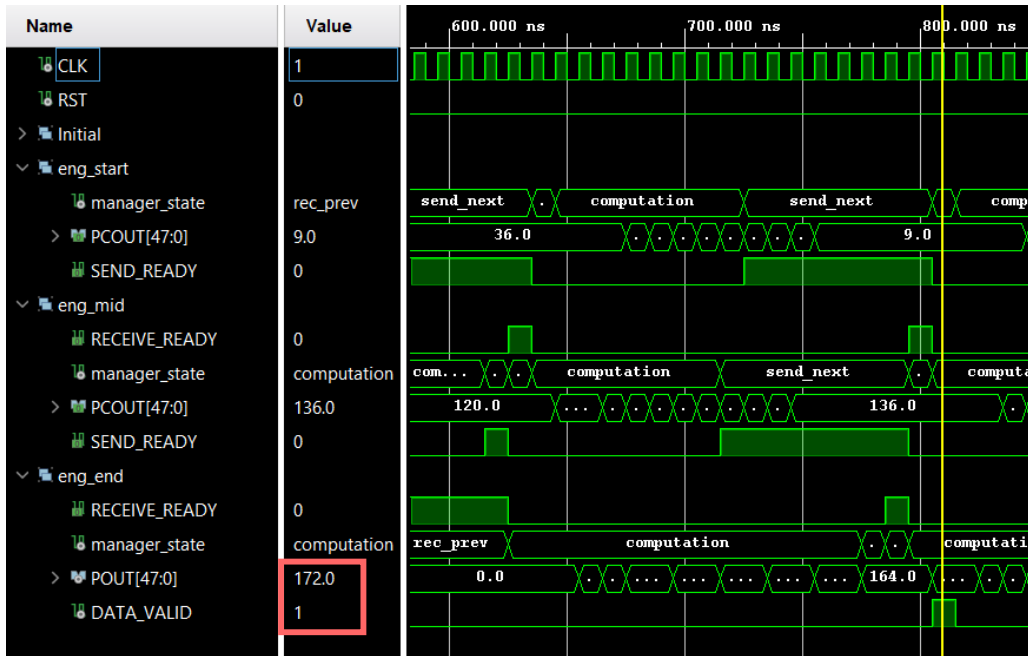 Name Value 600.000 ns 700.000 ns 800.000 ns
CLK 1
RST 0
Initial
eng_start
manager_state rec_prev send_next . computation send_next comp
PCOUT[47:0] 9.0 36.0 . . . . . . . . 9.0
SEND_READY 0
eng_mid
RECEIVE_READY 0
manager_state computation com... . . computation send_next . computa
PCOUT[47:0] 136.0 120.0 ... . . . . . . . . 136.0 .
SEND_READY 0
eng_end
RECEIVE_READY 0
manager_state computation rec_prev computation . . computati
POUT[47:0] 172.0 0.0 . . ... ... ... ... ... 164.0 ... . .
DATA_VALID 1